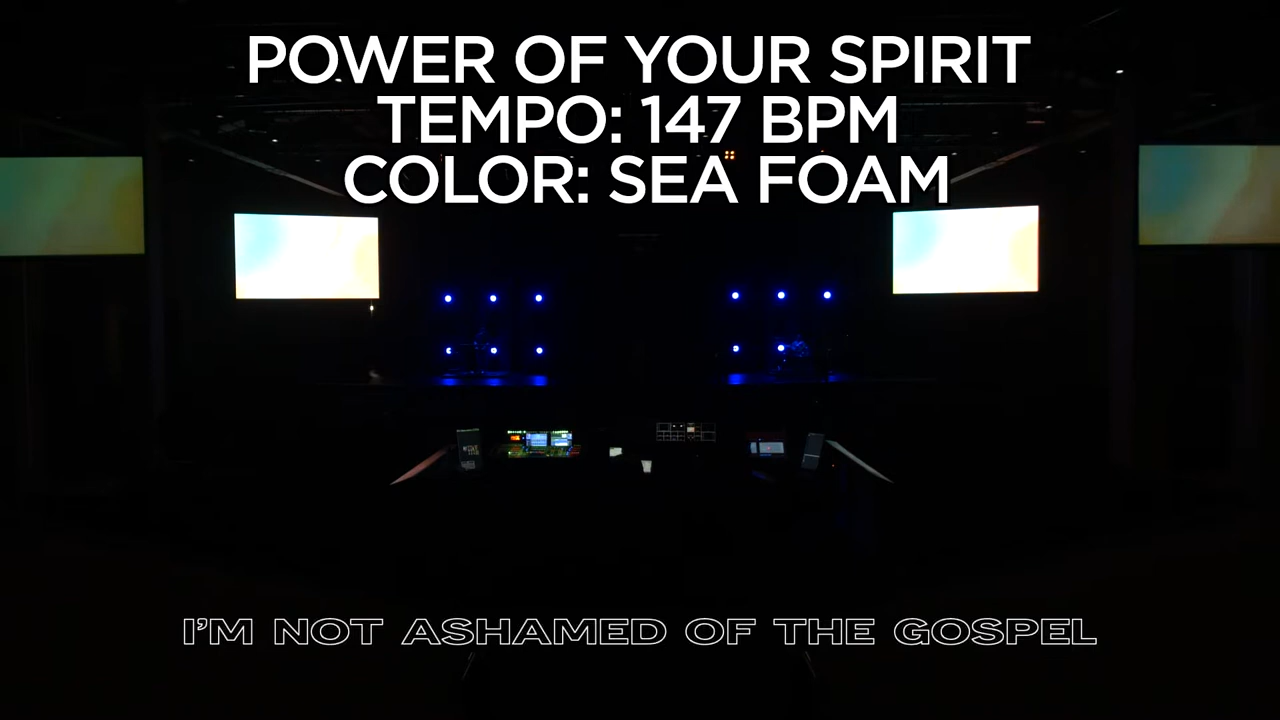 POWER OF YOUR SPIRIT
TEMPO: 147 BPM
COLOR: SEA FOAM
I'M NOT ASHAMED OF THE GOSPEL